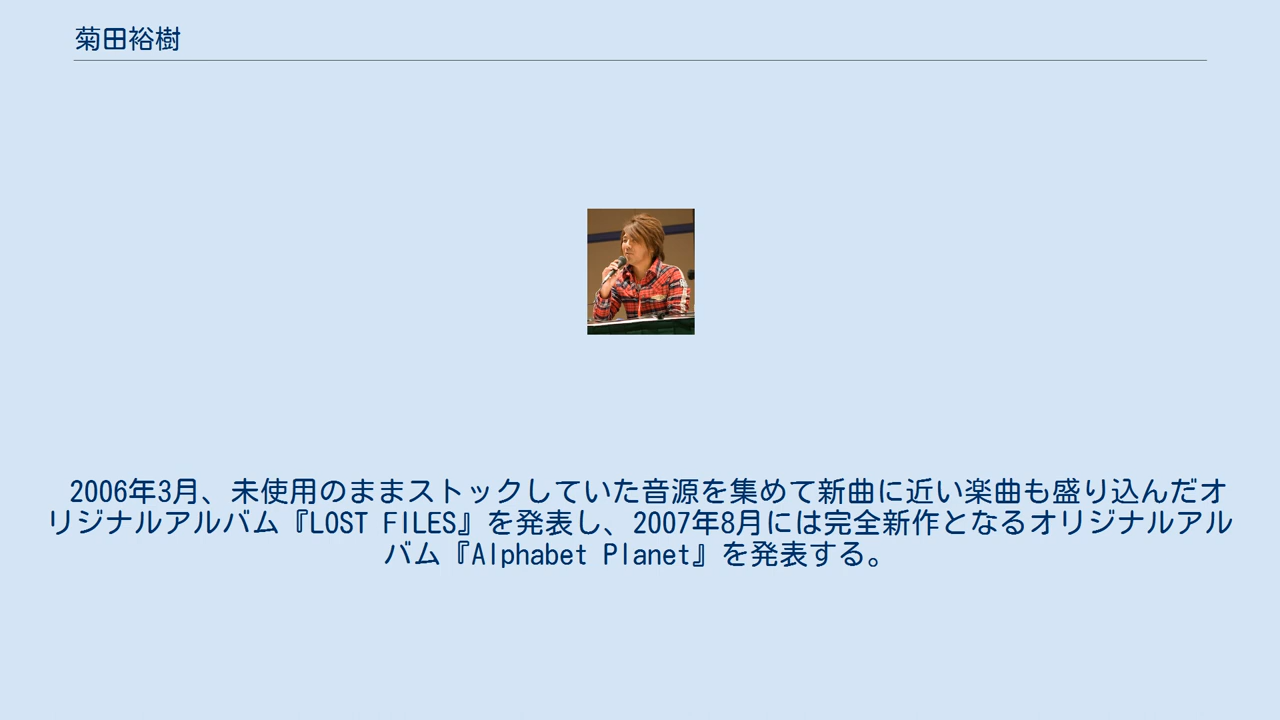 菊田裕樹
2006年3月、未使用のままストックしていた音源を集めて新曲に近い楽曲も盛り込んだオ
リジナルアルバム『LOST FILES』を発表し、2007年8月には完全新作となるオリジナルアル
バム『Alphabet Planet』を発表する。